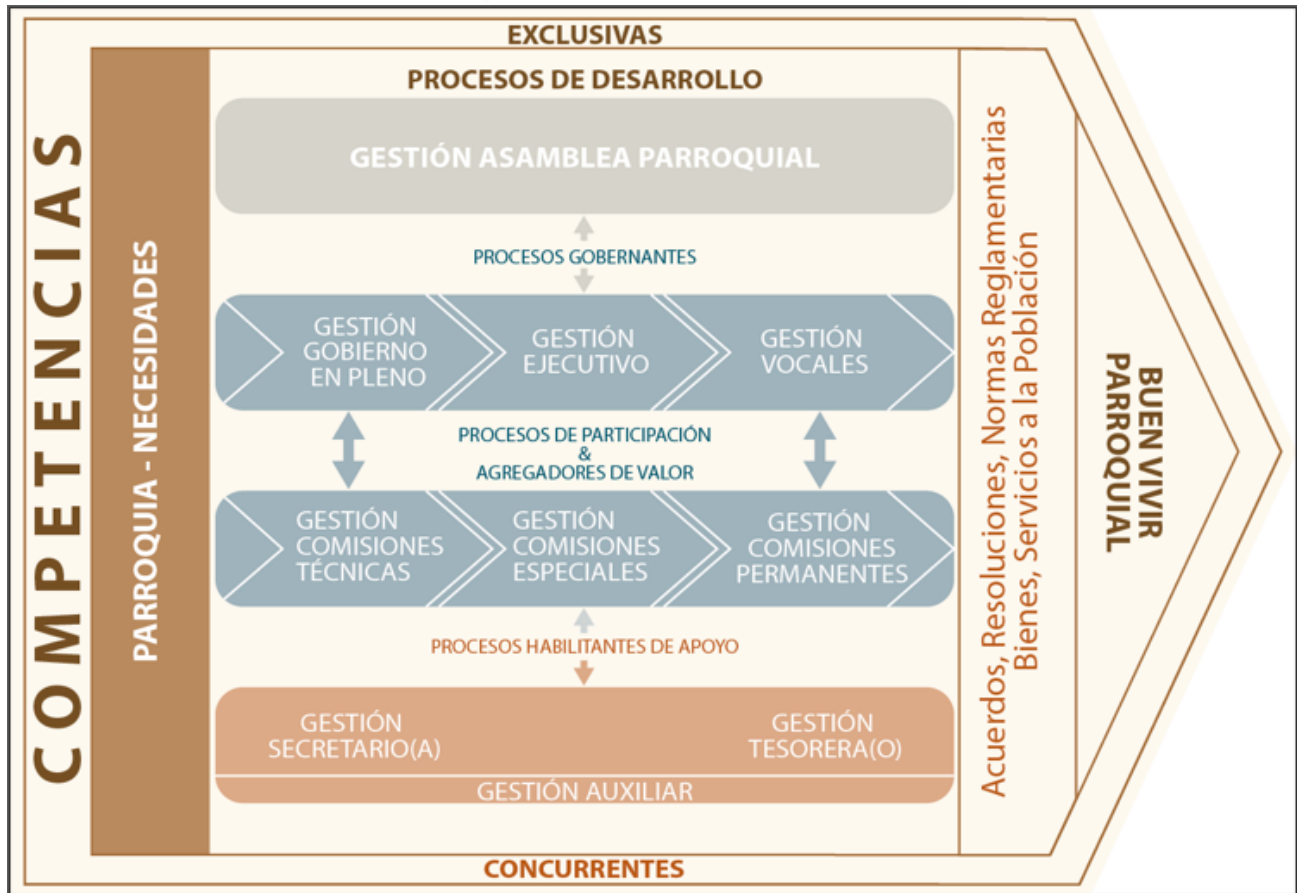 EXCLUSIVAS
COMPETENCIAS
PARROQUIA - NECESIDADES
PROCESOS DE DESARROLLO
GESTIÓN ASAMBLEA PARROQUIAL
PROCESOS GOBERNANTES
GESTIÓN
GOBIERNO
EN PLENO
GESTIÓN
EJECUTIVO
GESTIÓN
VOCALES
PROCESOS DE PARTICIPACIÓN
&
AGREGADORES DE VALOR
GESTIÓN
COMISIONES
TÉCNICAS
GESTIÓN
COMISIONES
ESPECIALES
GESTIÓN
COMISIONES
PERMANENTES
PROCESOS HABILITANTES DE APOYO
GESTIÓN
SECRETARIO(A)
GESTIÓN
TESORERA(O)
GESTIÓN AUXILIAR
Acuerdos, Resoluciones, Normas Reglamentarias
Bienes, Servicios a la Población
BUEN VIVIR
PARROQUIAL
CONCURRENTES